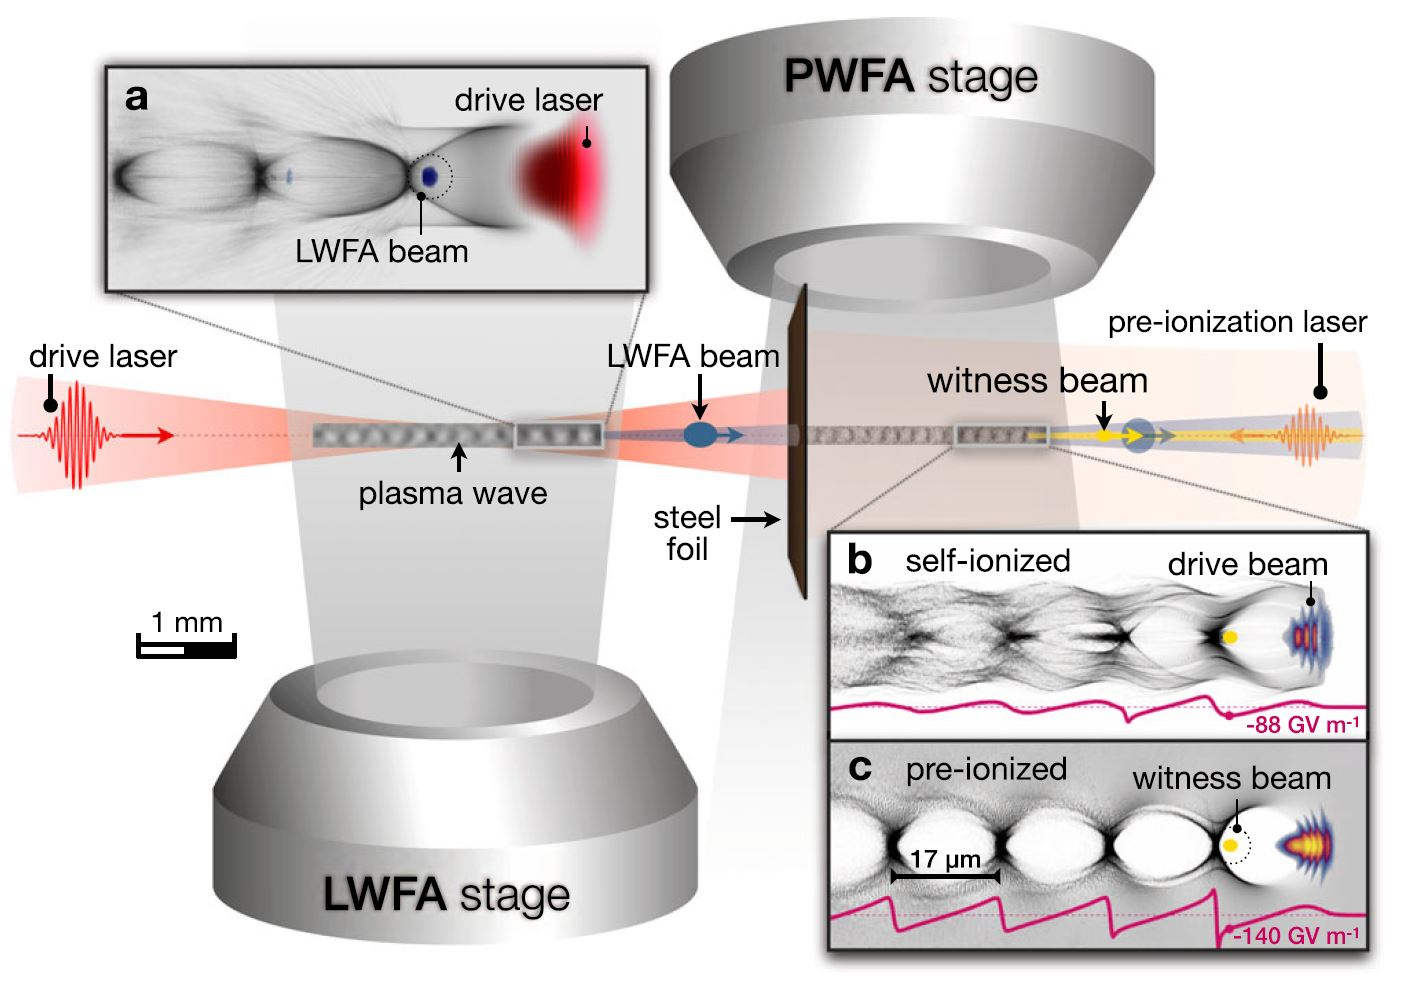 a
drive laser
LWFA beam
PWFA stage
drive laser
LWFA beam
pre-ionization laser
witness beam
plasma wave
steel
foil
1 mm
LWFA stage
b self-ionized
drive beam
-88 GV m⁻¹
c pre-ionized
witness beam
17 µm
-140 GV m⁻¹